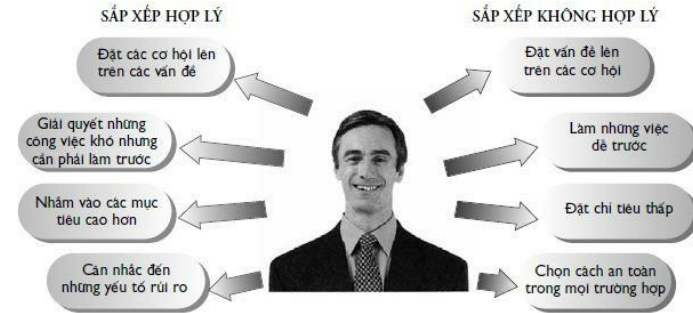 SẮP XẾP HỢP LÝ
Đặt các cơ hội lên
trên các vấn đề
Giải quyết những
công việc khó nhưng
cần phải làm trước
Nhắm vào các mục
tiêu cao hơn
Cân nhắc đến
những yếu tố rủi ro
SẮP XẾP KHÔNG HỢP LÝ
Đặt vấn đề lên
trên các cơ hội
Làm những việc
dễ trước
Đặt chỉ tiêu thấp
Chọn cách an toàn
trong mọi trường hợp